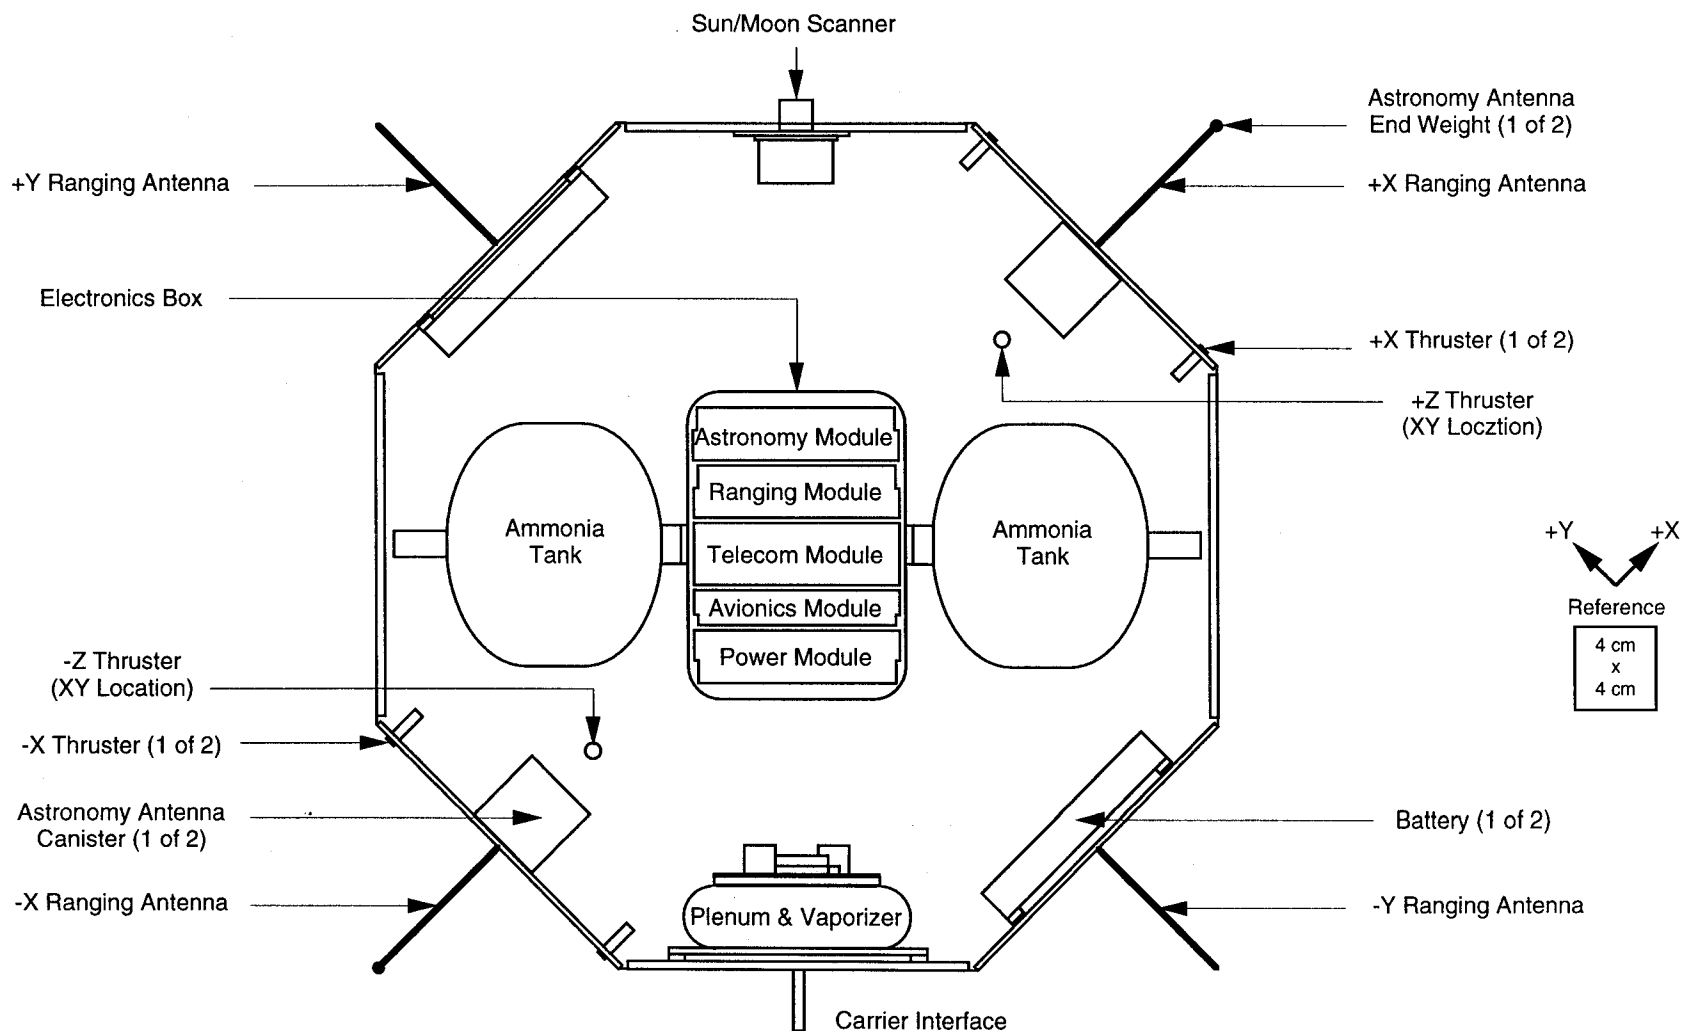 Sun/Moon Scanner
Astronomy Antenna
End Weight (1 of 2)
+Y Ranging Antenna
+X Ranging Antenna
Electronics Box
+X Thruster (1 of 2)
+Z Thruster
(XY Locztion)
Astronomy Module
Ranging Module
Telecom Module
Avionics Module
Power Module
Ammonia
Tank
Ammonia
Tank
+Y
+X
Reference
4 cm
x
4 cm
-Z Thruster
(XY Location)
-X Thruster (1 of 2)
Astronomy Antenna
Canister (1 of 2)
Battery (1 of 2)
-X Ranging Antenna
Plenum & Vaporizer
-Y Ranging Antenna
Carrier Interface